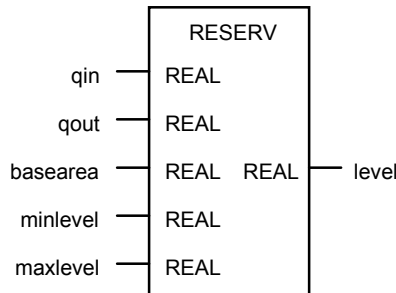 RESERV
qin REAL
qout REAL
basearea REAL REAL level
minlevel REAL
maxlevel REAL